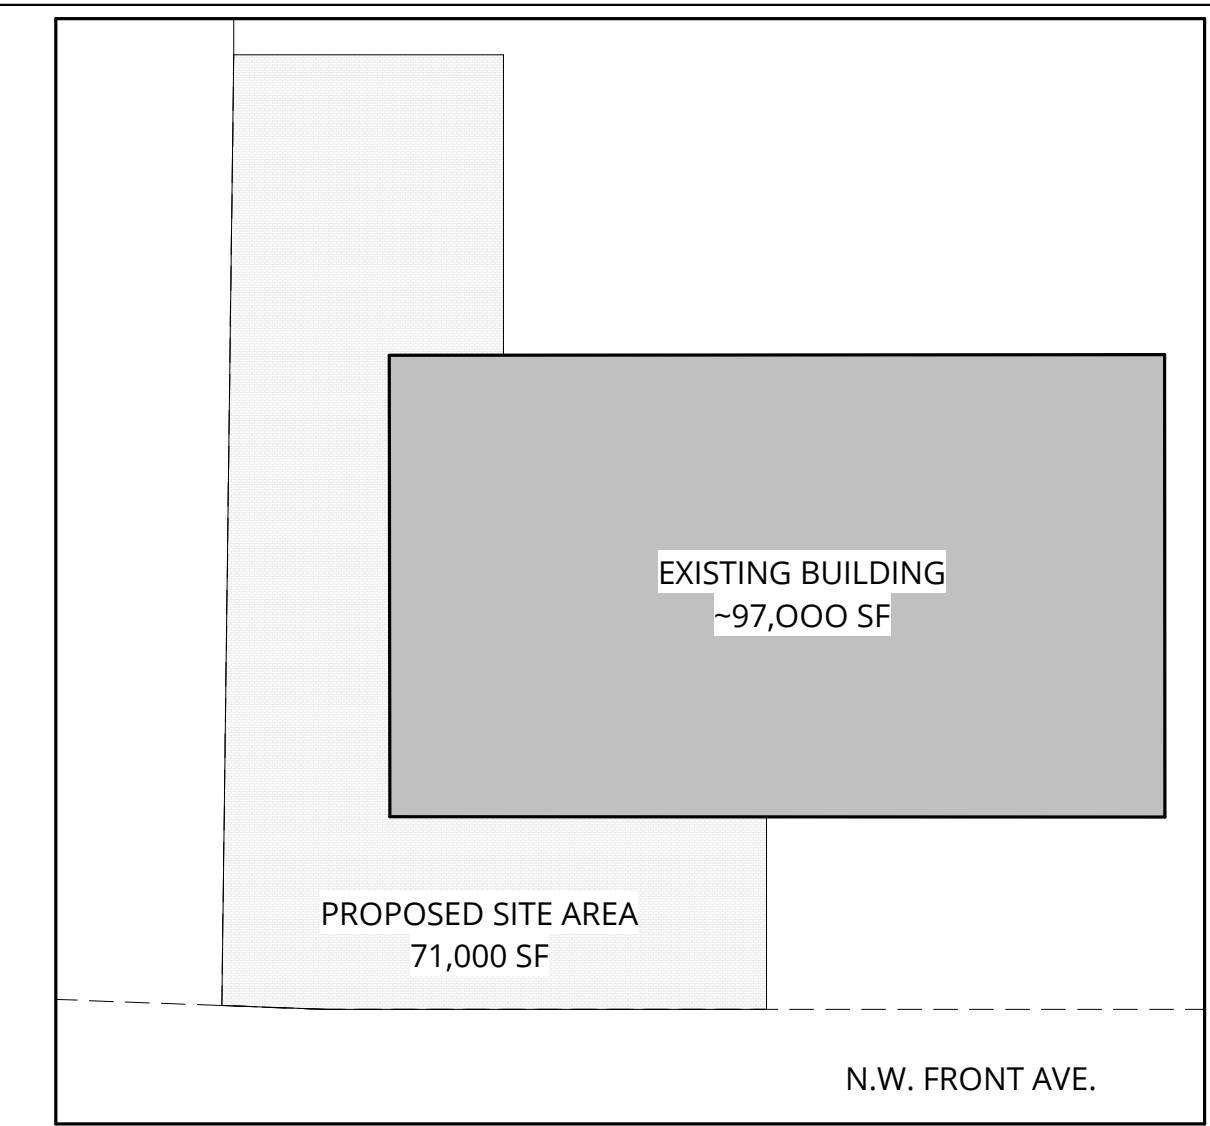 EXISTING BUILDING
~97,OOO SF
PROPOSED SITE AREA
71,000 SF
N.W. FRONT AVE.